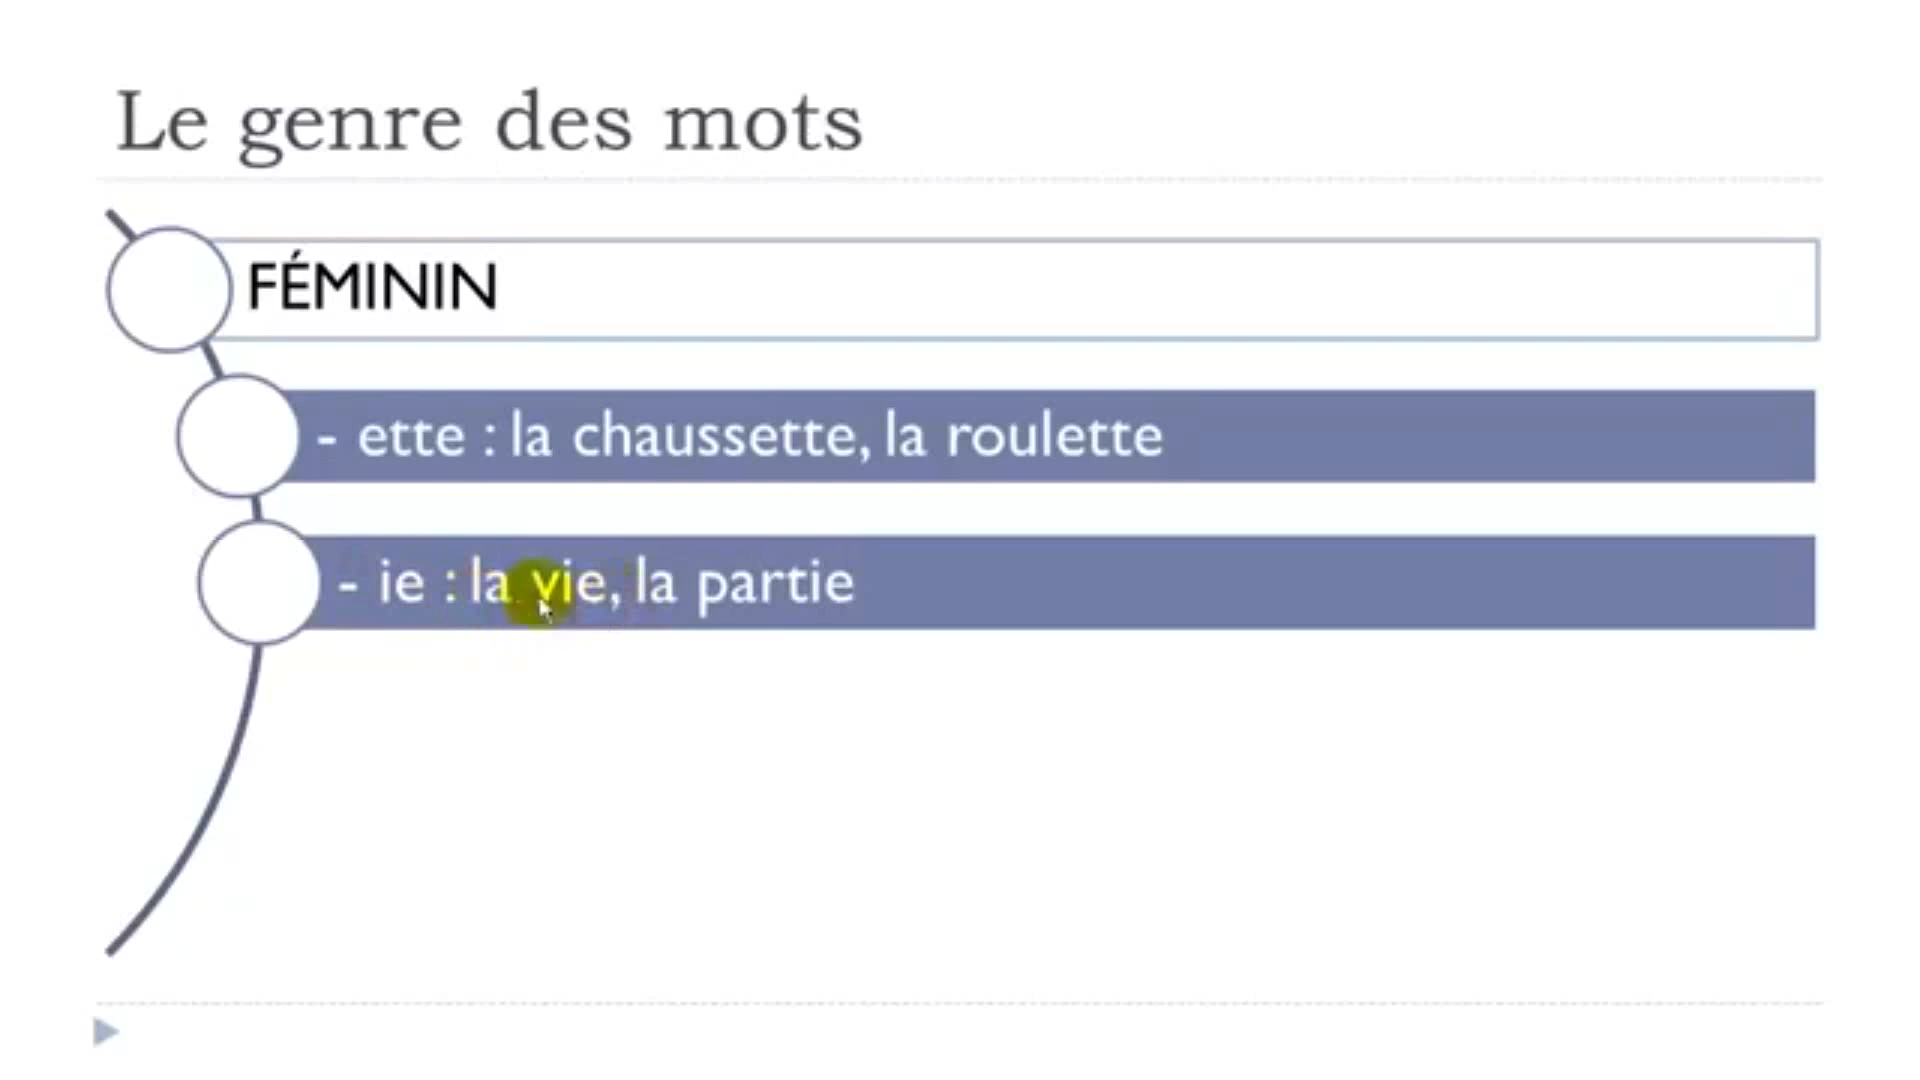 Le genre des mots
FÉMININ
- ette : la chaussette, la roulette
- ie : la vie, la partie